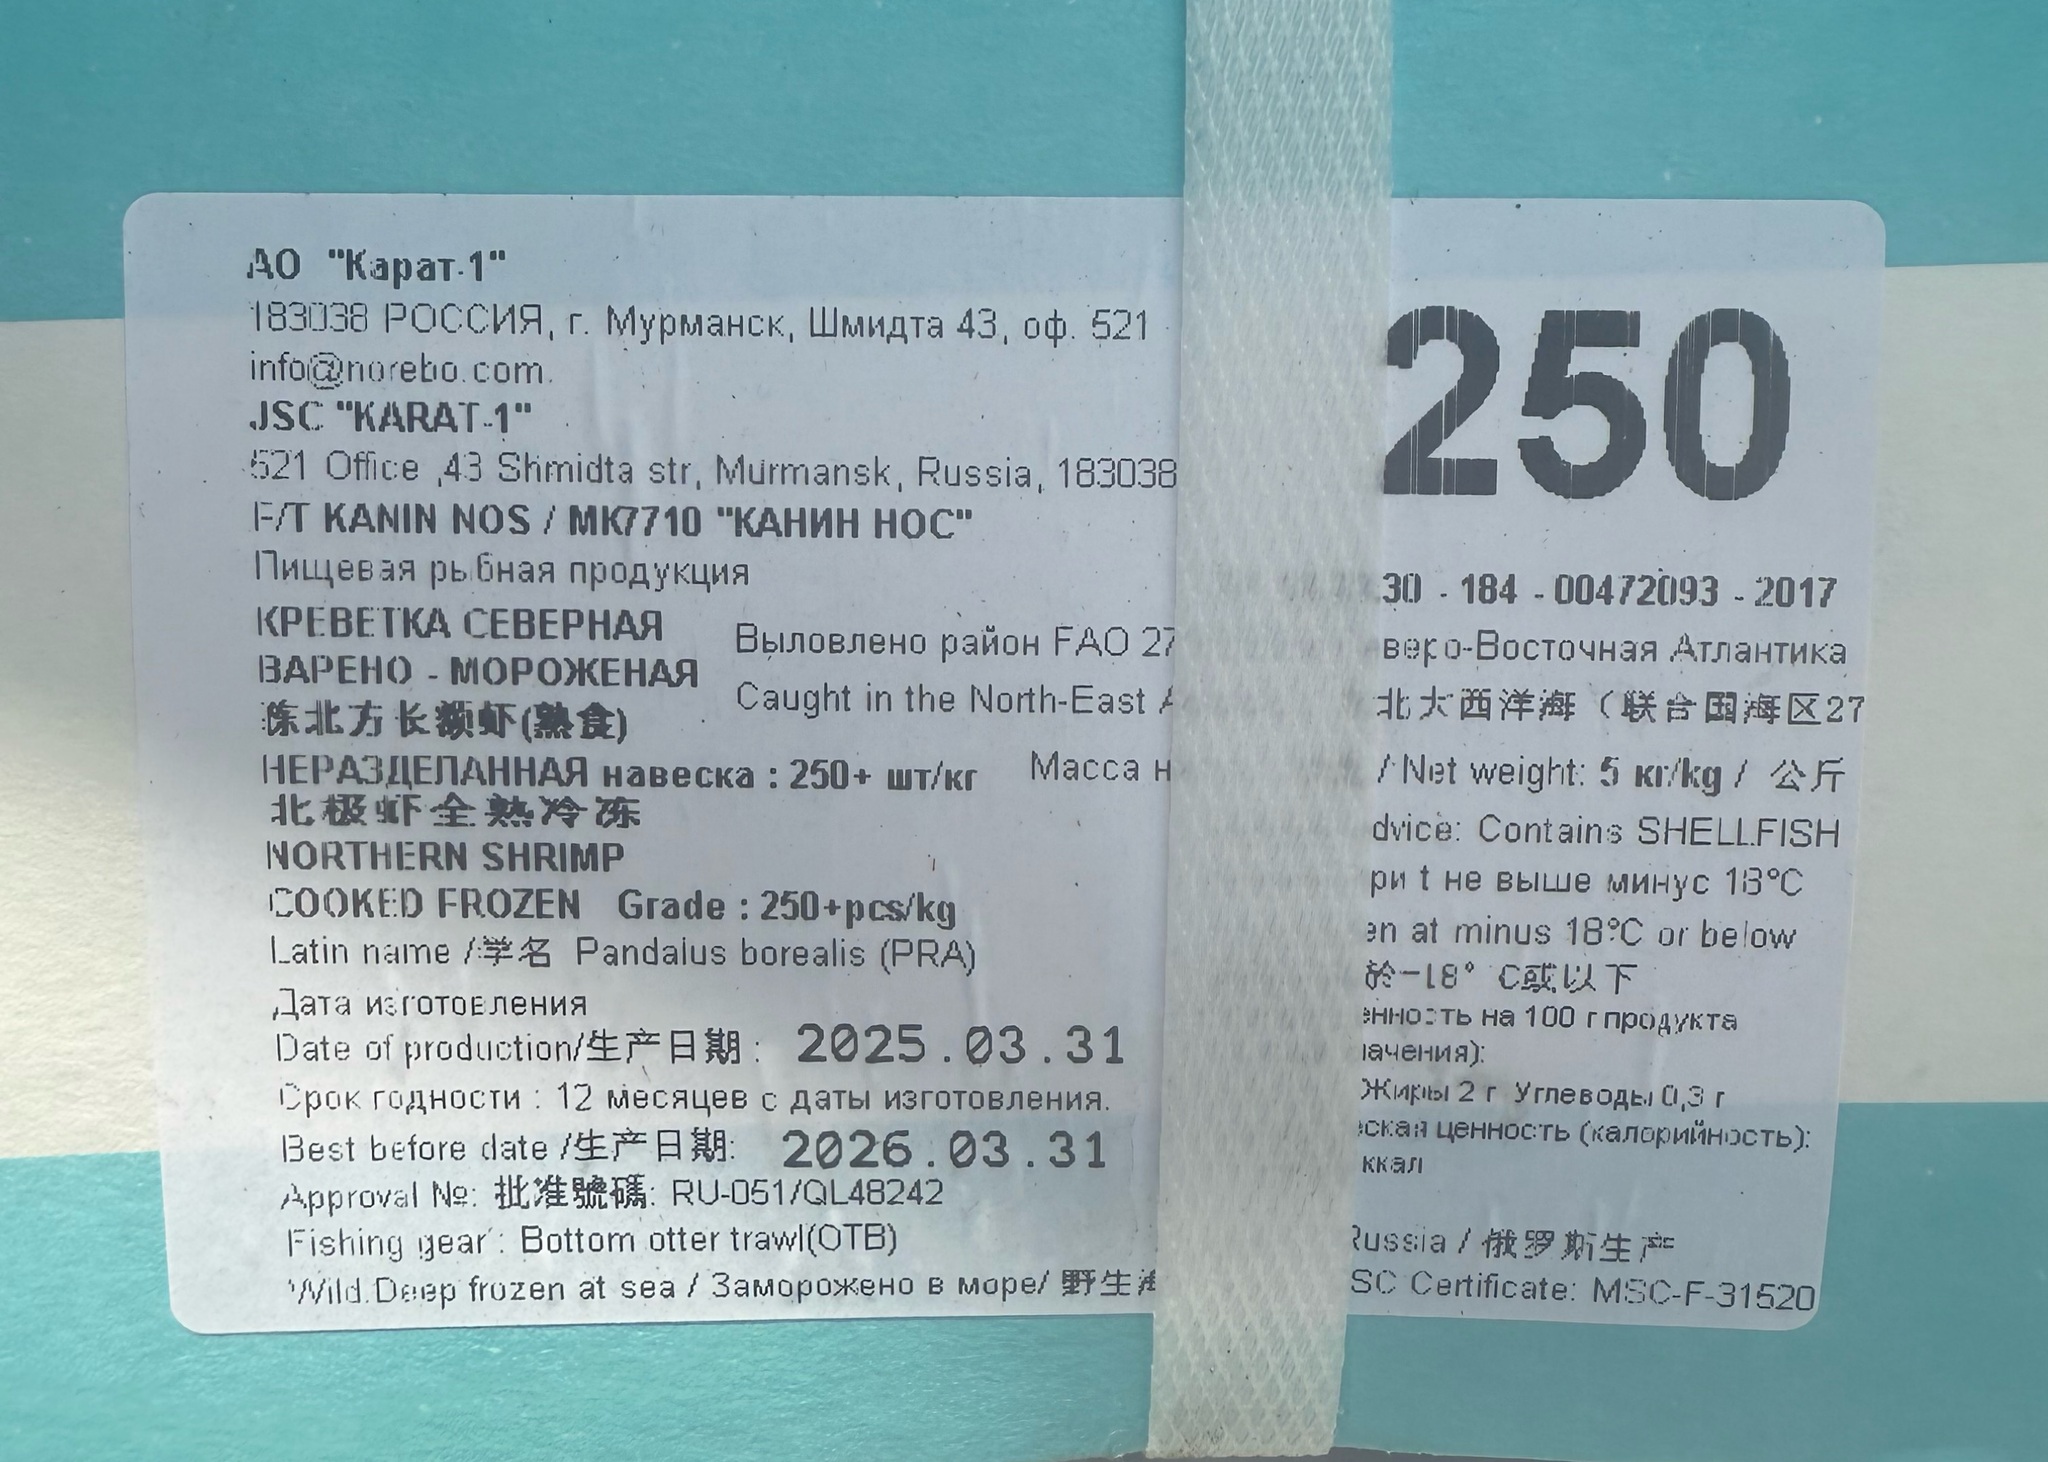 АО "Карат-1"
183038 РОССИЯ, г. Мурманск, Шмидта 43, оф. 521
info@norebo.com.
JSC "KARAT-1"
521 Office ,43 Shmidta str, Murmansk, Russia, 183038
F/T KANIN NOS / MK7710 "КАНИН НОС"
Пищевая рыбная продукция
КРЕВЕТКА СЕВЕРНАЯ
ВАРЕНО - МОРОЖЕНАЯ
北方长额虾(熟食)
НЕРАЗДЕЛАННАЯ навеска : 250+ шт/кг
北极虾全熟冷冻
NORTHERN SHRIMP
COOKED FROZEN Grade : 250+pcs/kg
Latin name /学名 Pandalus borealis (PRA)
Дата изготовления
Date of production/生产日期 : 2025.03.31
Срок годности : 12 месяцев с даты изготовления.
Best before date /生产日期: 2026.03.31
Approval №: 批准號碼: RU-051/QL48242
Fishing gear : Bottom otter trawl(OTB)
Wild.Deep frozen at sea / Заморожено в море/ 野生
250
30 - 184 - 00472093 - 2017
Выловлено район FAO 27 веро-Восточная Атлантика
Caught in the North-East A 北大西洋海（联合国海区27
Масса н / Net weight: 5 кг/kg / 公斤
dvice: Contains SHELLFISH
ри t не выше минус 18°C
en at minus 18°C or below
於-18° C或以下
енность на 100 г продукта
ачения):
Жиры 2 г Углеводы 0,3 г
еская ценность (калорийность):
ккал
Russia / 俄罗斯生产
SC Certificate: MSC-F-31520